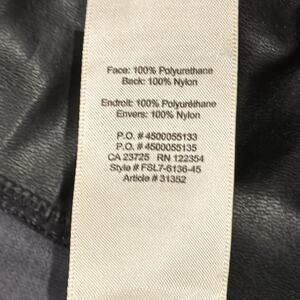 Face: 100% Polyurethane
Back: 100% Nylon
Endroit: 100% Polyuréthane
Envers: 100% Nylon
P.O. # 4500055133
P.O. # 4500055135
CA 23725 RN 122354
Style # FSL7-6136-45
Article # 31352